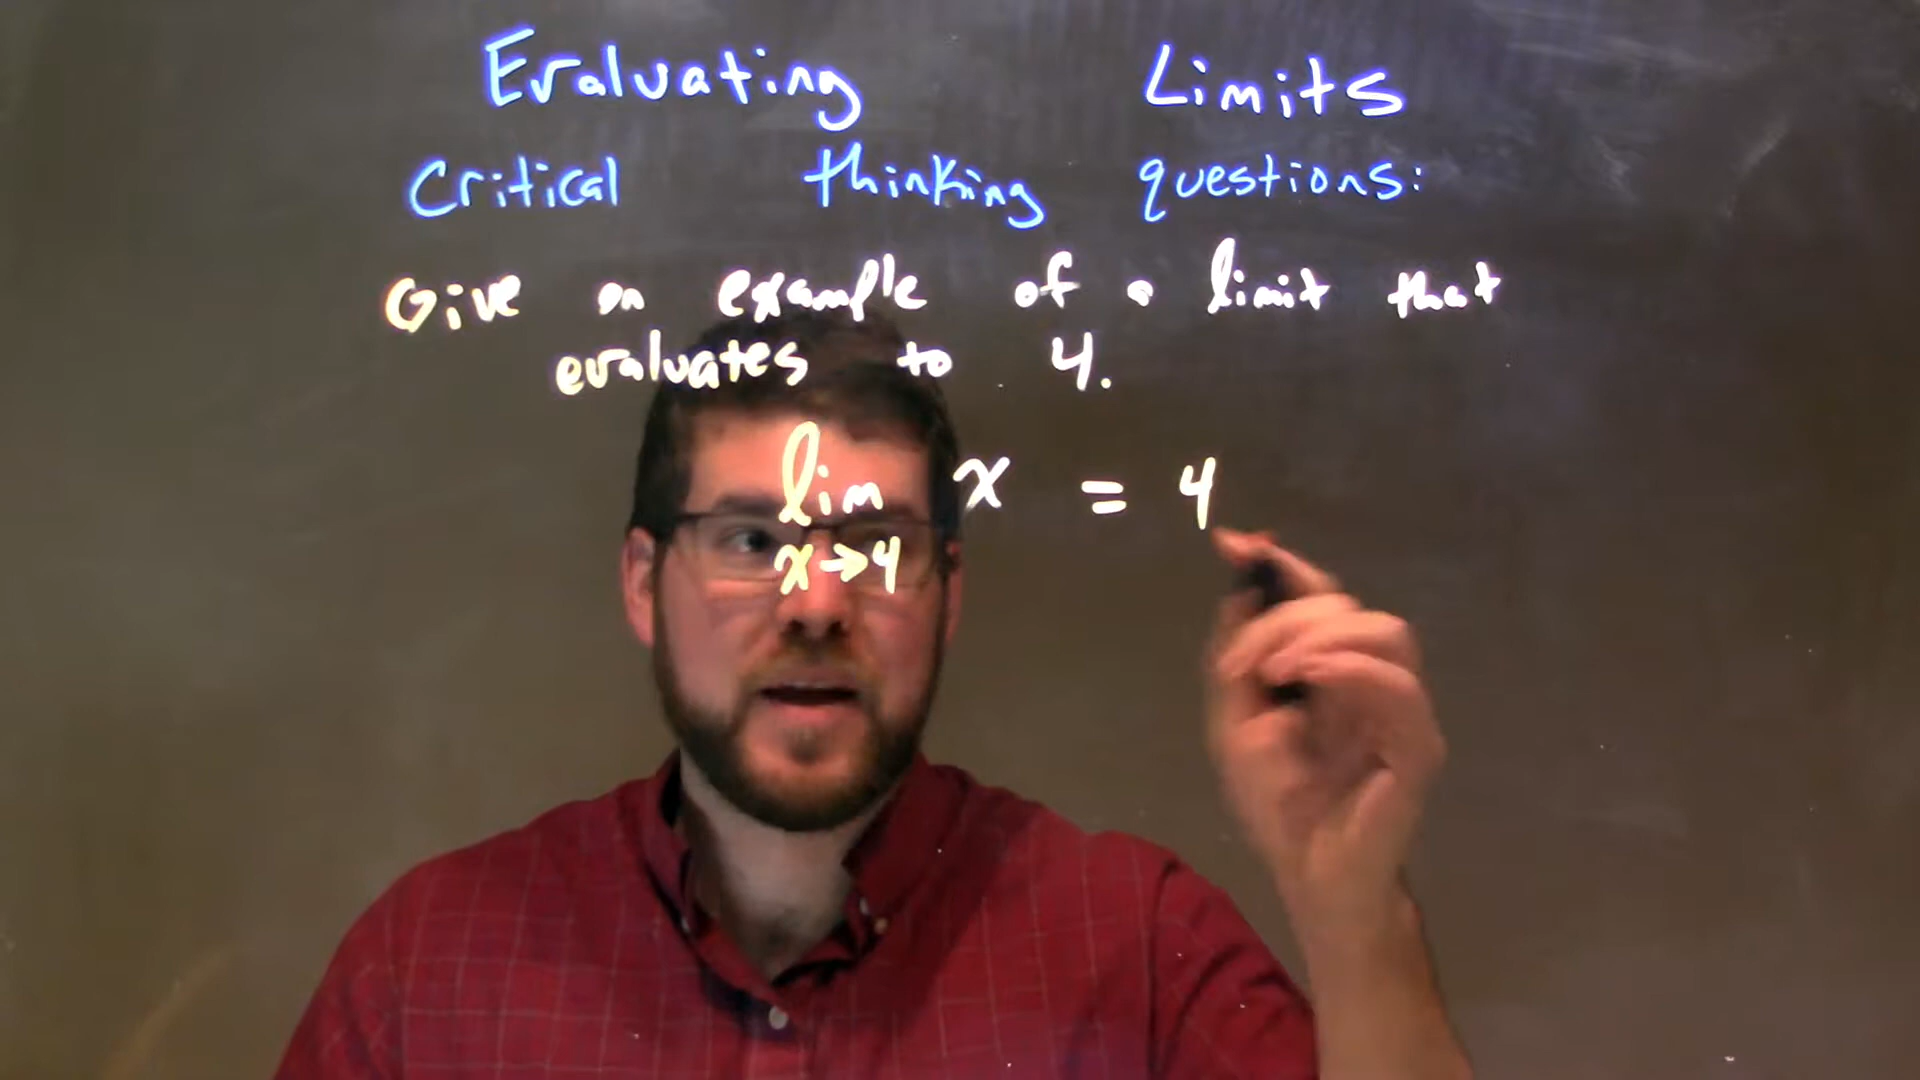 Evaluating Limits
Critical thinking questions:
Give an example of a limit that
evaluates to 4.
lim x = 4
x→4